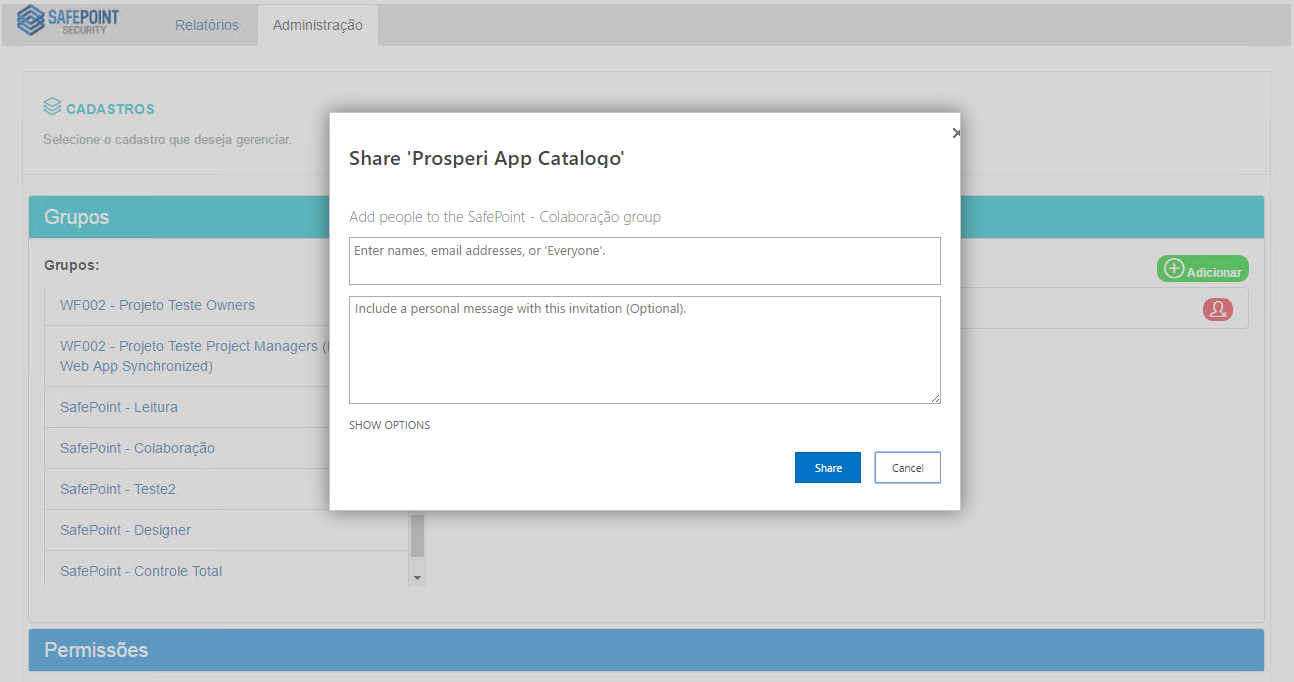 SAFEPOINT
SECURITY
Relatórios
Administração
CADASTROS
Selecione o cadastro que deseja gerenciar.
Share 'Prosperi App Catalogo'
Add people to the SafePoint - Colaboração group
Enter names, email addresses, or 'Everyone'.
Include a personal message with this invitation (Optional).
SHOW OPTIONS
Share
Cancel
Grupos
Grupos:
Adicionar
WF002 - Projeto Teste Owners
WF002 - Projeto Teste Project Managers (
Web App Synchronized)
SafePoint - Leitura
SafePoint - Colaboração
SafePoint - Teste2
SafePoint - Designer
SafePoint - Controle Total
Permissões